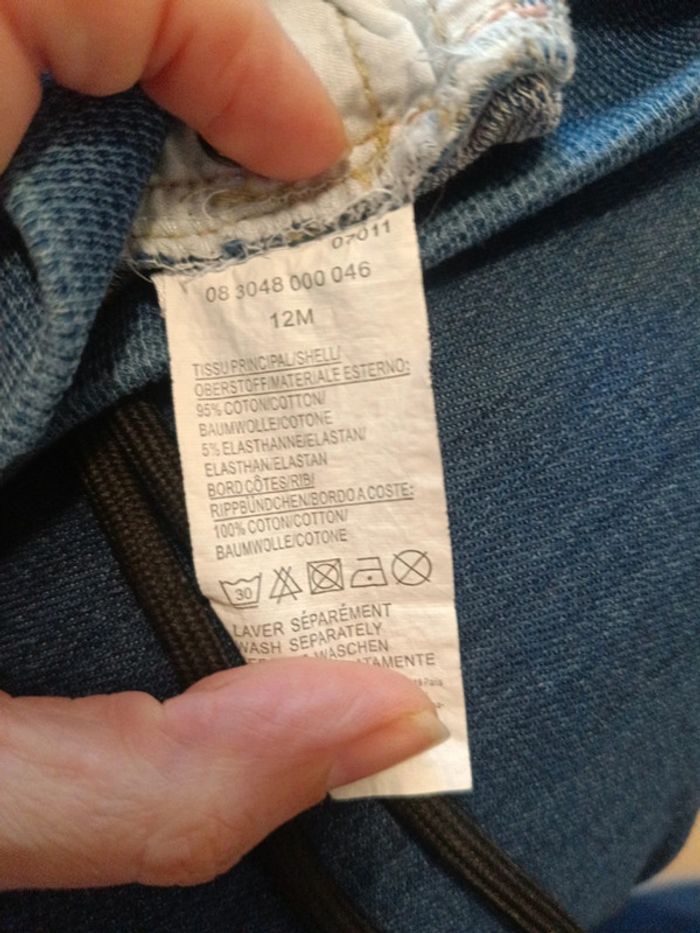 07011
08 3048 000 046
12M
TISSU PRINCIPAL/SHELL/
OBERSTOFF/MATERIALE ESTERNO:
95% COTON/COTTON/
BAUMWOLLE/COTONE
5% ELASTHANNE/ELASTAN/
ELASTHAN/ELASTAN
BORD CÔTES/RIB/
RIPPBÜNDCHEN/BORDO A COSTE:
100% COTON/COTTON/
BAUMWOLLE/COTONE
30
LAVER SÉPARÉMENT
WASH SEPARATELY
WASCHEN
Paris